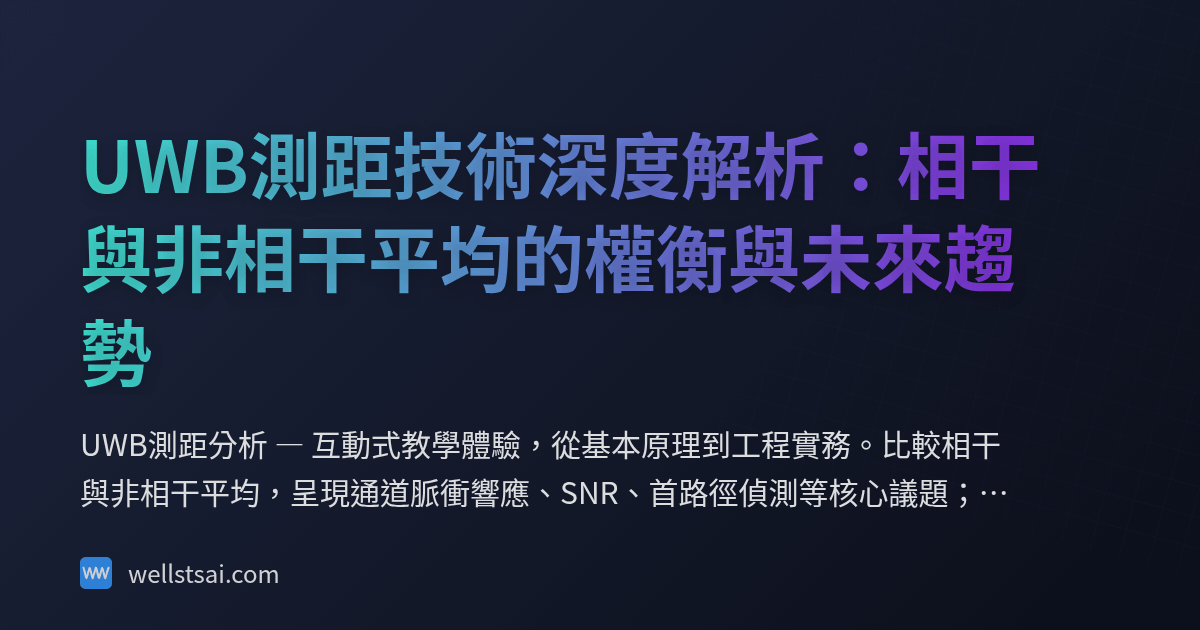 UWB測距技術深度解析：相干
與非相干平均的權衡與未來趨
勢
UWB測距分析 — 互動式教學體驗，從基本原理到工程實務。比較相干
與非相干平均，呈現通道脈衝響應、SNR、首路徑偵測等核心議題；…
wellstsai.com